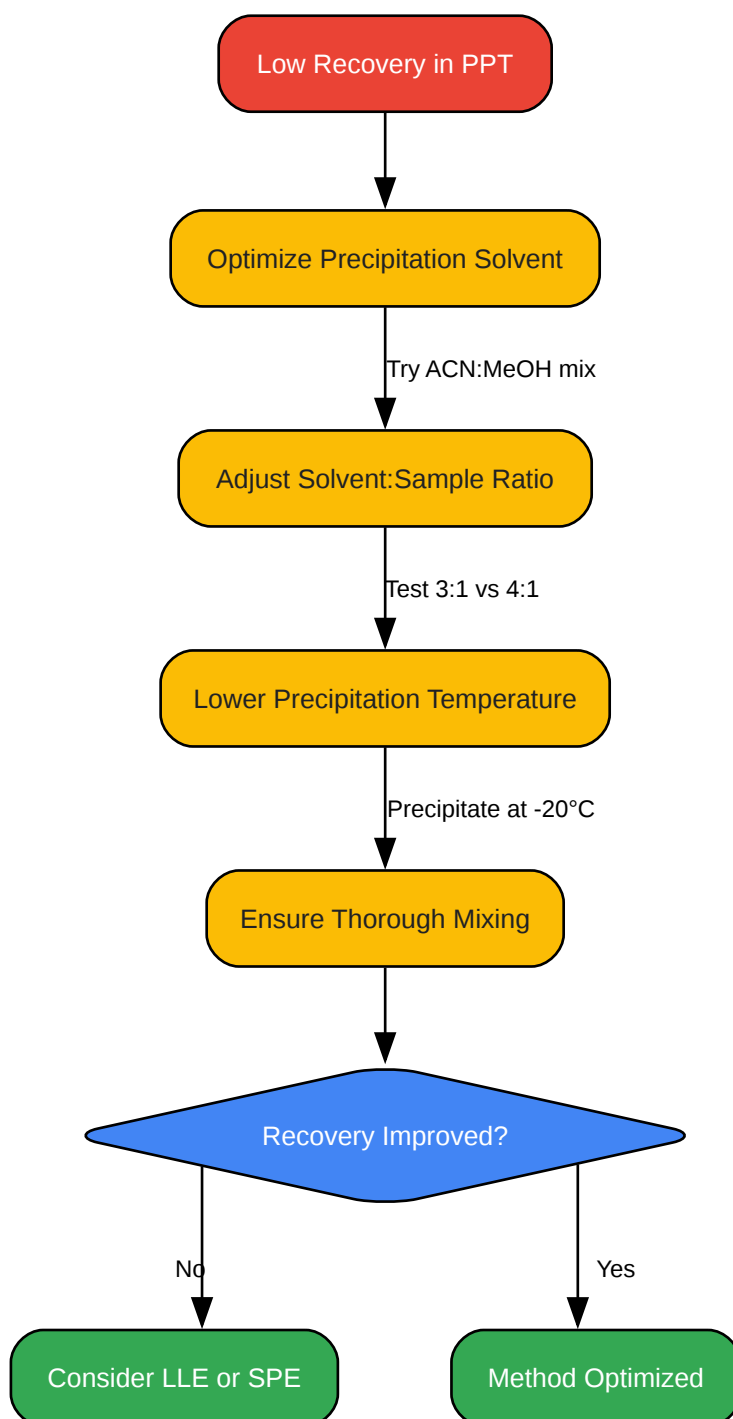 Low Recovery in PPT
Optimize Precipitation Solvent
Try ACN:MeOH mix
Adjust Solvent:Sample Ratio
Test 3:1 vs 4:1
Lower Precipitation Temperature
Precipitate at -20°C
Ensure Thorough Mixing
Recovery Improved?
No
Yes
Consider LLE or SPE
Method Optimized